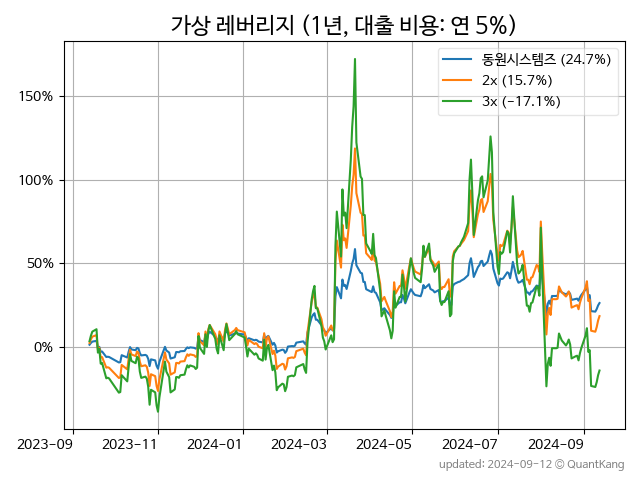 가상 레버리지 (1년, 대출 비용: 연 5%)
동원시스템즈 (24.7%)
2x (15.7%)
3x (−17.1%)
150%
100%
50%
0%
2023-09 2023-11 2024-01 2024-03 2024-05 2024-07 2024-09
updated: 2024-09-12 © QuantKang